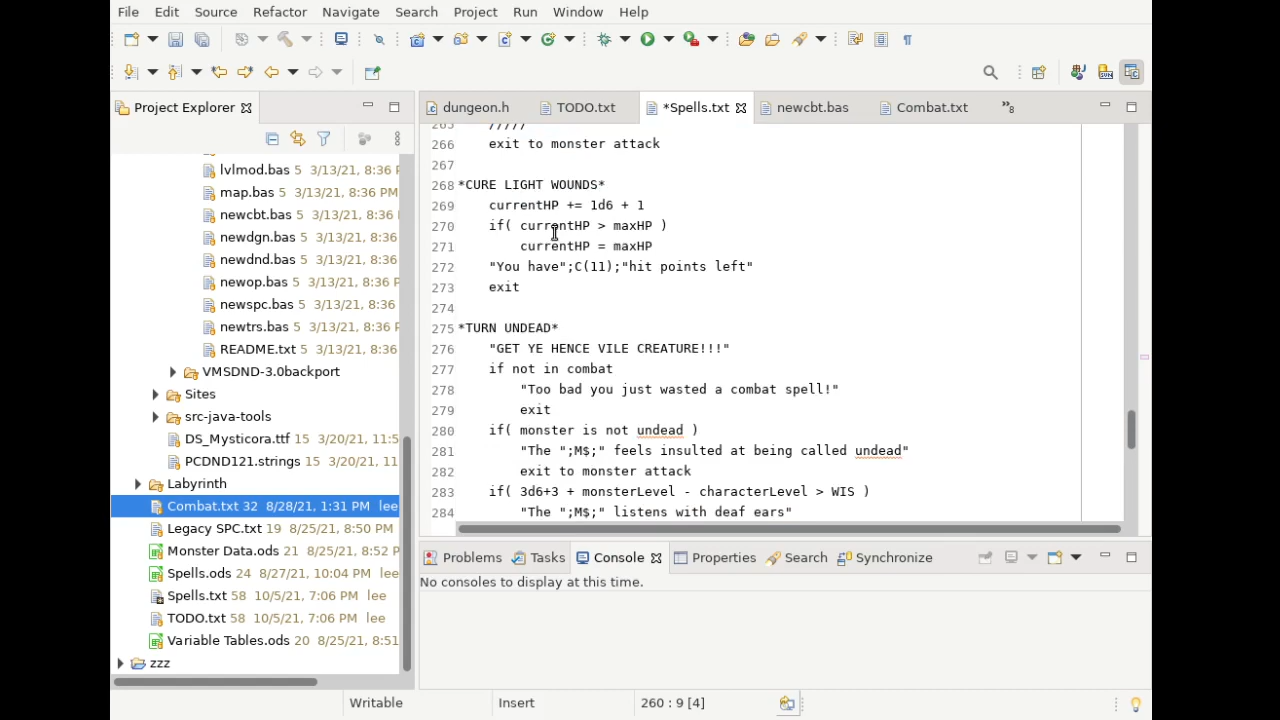 File Edit Source Refactor Navigate Search Project Run Window Help
Project Explorer
lvlmod.bas 5 3/13/21, 8:36 P
map.bas 5 3/13/21, 8:36 PM
newcbt.bas 5 3/13/21, 8:36
newdgn.bas 5 3/13/21, 8:36
newdnd.bas 5 3/13/21, 8:36
newop.bas 5 3/13/21, 8:36
newspc.bas 5 3/13/21, 8:36
newtrs.bas 5 3/13/21, 8:36
README.txt 5 3/13/21, 8:36
VMSDND-3.0backport
Sites
src-java-tools
DS_Mysticora.ttf 15 3/20/21, 11:5
PCDND121.strings 15 3/20/21, 11
Labyrinth
Combat.txt 32 8/28/21, 1:31 PM lee
Legacy SPC.txt 19 8/25/21, 8:50 PM
Monster Data.ods 21 8/25/21, 8:52 P
Spells.ods 24 8/27/21, 10:04 PM lee
Spells.txt 58 10/5/21, 7:06 PM lee
TODO.txt 58 10/5/21, 7:06 PM lee
Variable Tables.ods 20 8/25/21, 8:51
zzz
dungeon.h TODO.txt *Spells.txt newcbt.bas Combat.txt »8
265 /////
266 exit to monster attack
267
268 *CURE LIGHT WOUNDS*
269 currentHP += 1d6 + 1
270 if( currentHP > maxHP )
271 currentHP = maxHP
272 "You have";C(11);"hit points left"
273 exit
274
275 *TURN UNDEAD*
276 "GET YE HENCE VILE CREATURE!!!"
277 if not in combat
278 "Too bad you just wasted a combat spell!"
279 exit
280 if( monster is not undead )
281 "The ";M$;" feels insulted at being called undead"
282 exit to monster attack
283 if( 3d6+3 + monsterLevel - characterLevel > WIS )
284 "The ";M$;" listens with deaf ears"
Problems Tasks Console Properties Search Synchronize
No consoles to display at this time.
Writable Insert 260 : 9 [4]